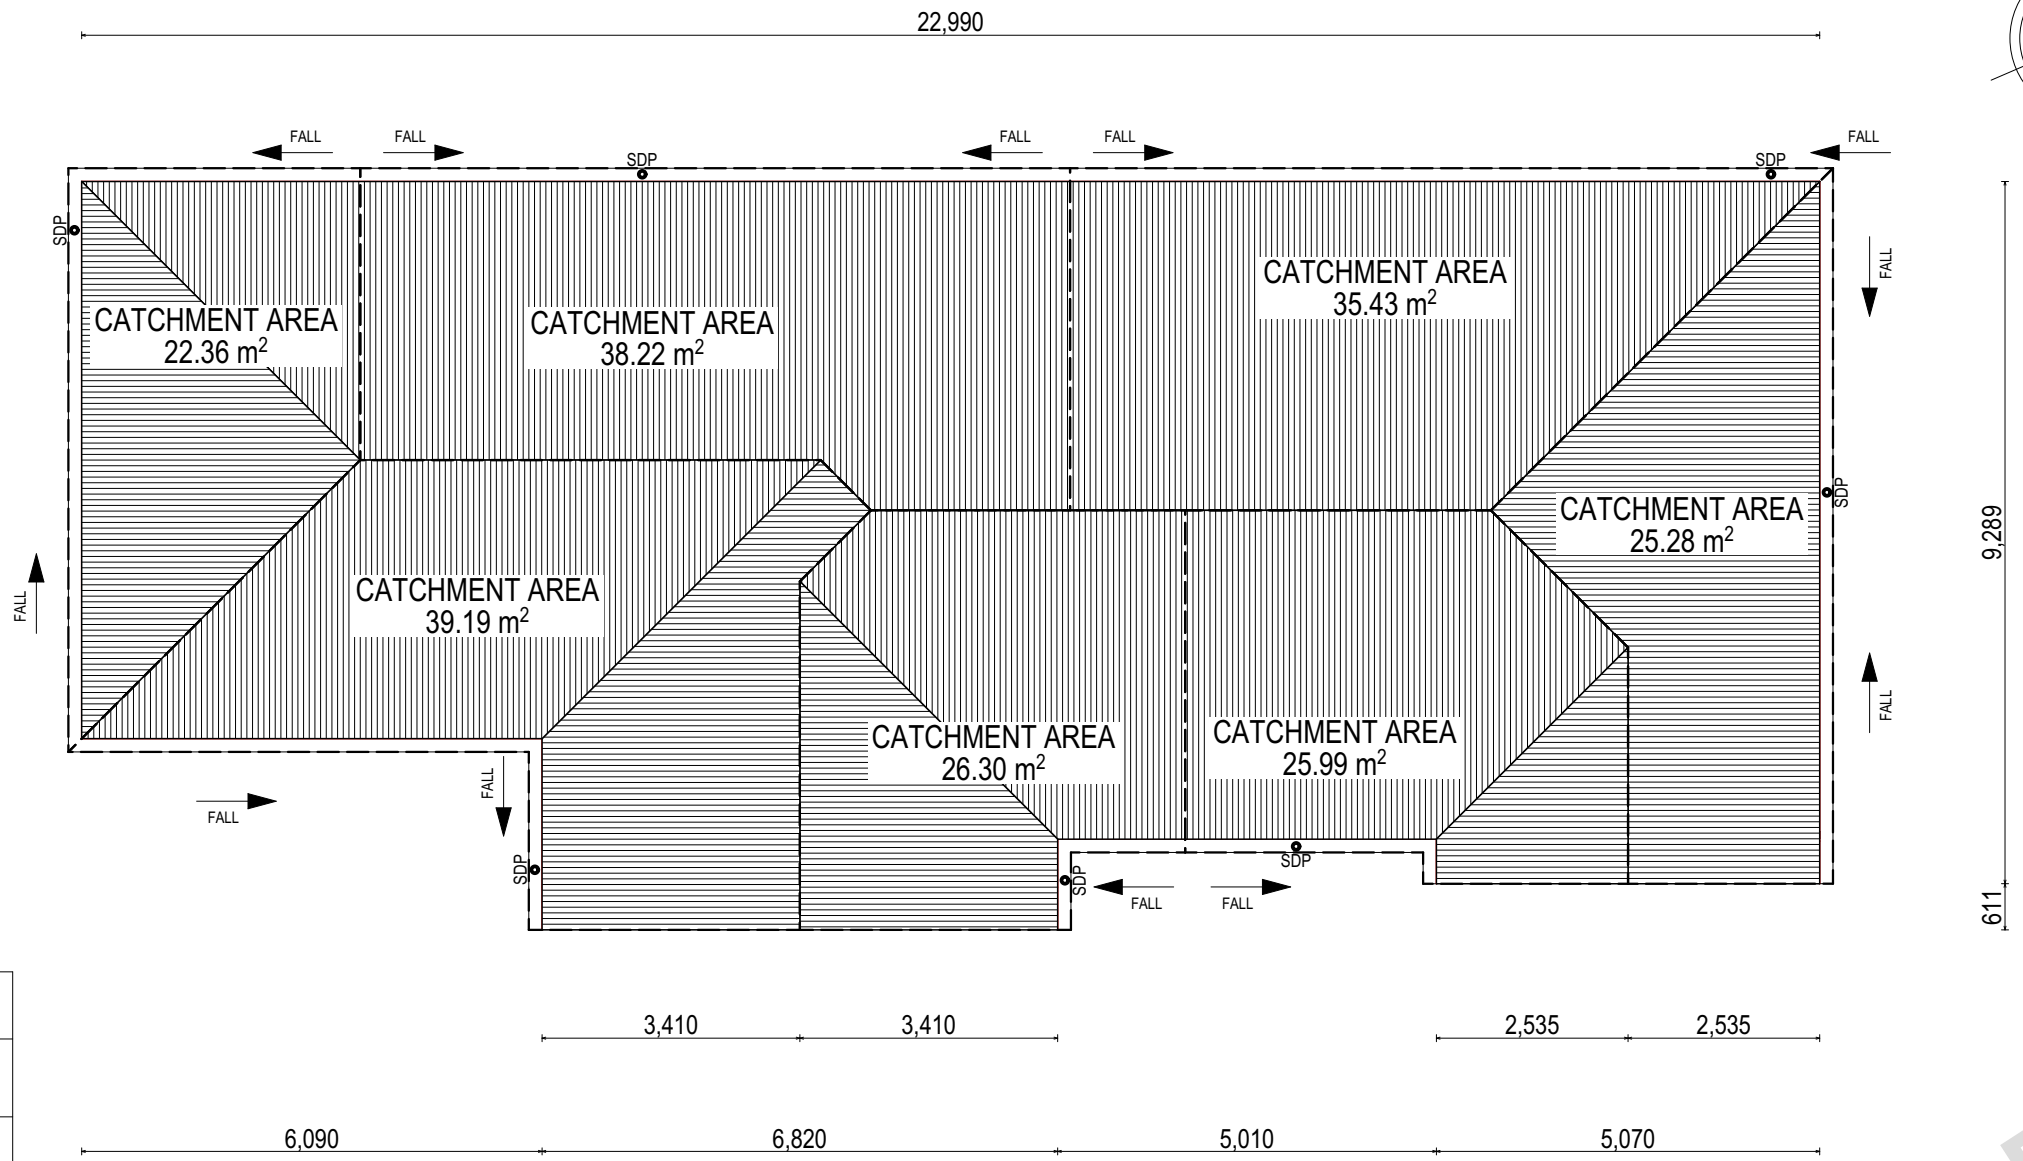 22,990
FALL
FALL
FALL
FALL
FALL
SDP
SDP
SDP
CATCHMENT AREA
35.43 m²
FALL
CATCHMENT AREA
22.36 m²
CATCHMENT AREA
38.22 m²
SDP
CATCHMENT AREA
25.28 m²
9,289
FALL
CATCHMENT AREA
39.19 m²
FALL
CATCHMENT AREA
26.30 m²
CATCHMENT AREA
25.99 m²
FALL
FALL
SDP
SDP
SDP
FALL
FALL
611
3,410
3,410
2,535
2,535
6,090
6,820
5,010
5,070